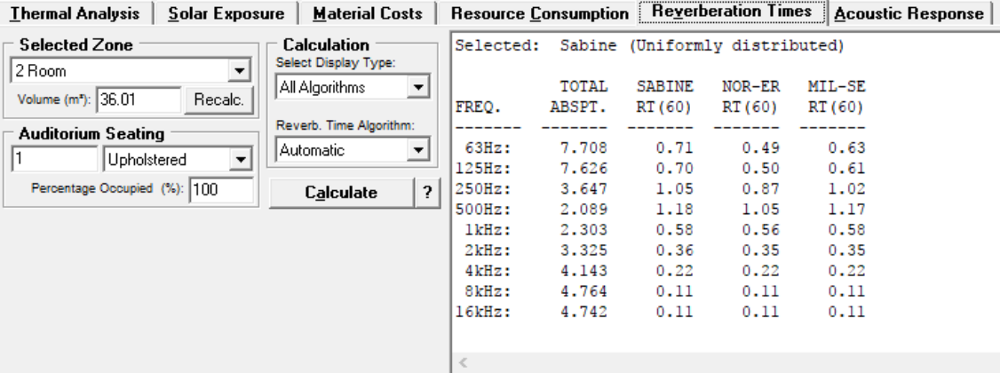 Thermal Analysis Solar Exposure Material Costs Resource Consumption Reverberation Times Acoustic Response
Selected Zone
2 Room
Volume (m³): 36.01 Recalc.
Auditorium Seating
1 Upholstered
Percentage Occupied (%): 100
Calculation
Select Display Type:
All Algorithms
Reverb. Time Algorithm:
Automatic
Calculate ?
Selected: Sabine (Uniformly distributed)
TOTAL SABINE NOR-ER MIL-SE
FREQ. ABSPT. RT(60) RT(60) RT(60)
------- ------- ------- ------- -------
63Hz: 7.708 0.71 0.49 0.63
125Hz: 7.626 0.70 0.50 0.61
250Hz: 3.647 1.05 0.87 1.02
500Hz: 2.089 1.18 1.05 1.17
1kHz: 2.303 0.58 0.56 0.58
2kHz: 3.325 0.36 0.35 0.35
4kHz: 4.143 0.22 0.22 0.22
8kHz: 4.764 0.11 0.11 0.11
16kHz: 4.742 0.11 0.11 0.11